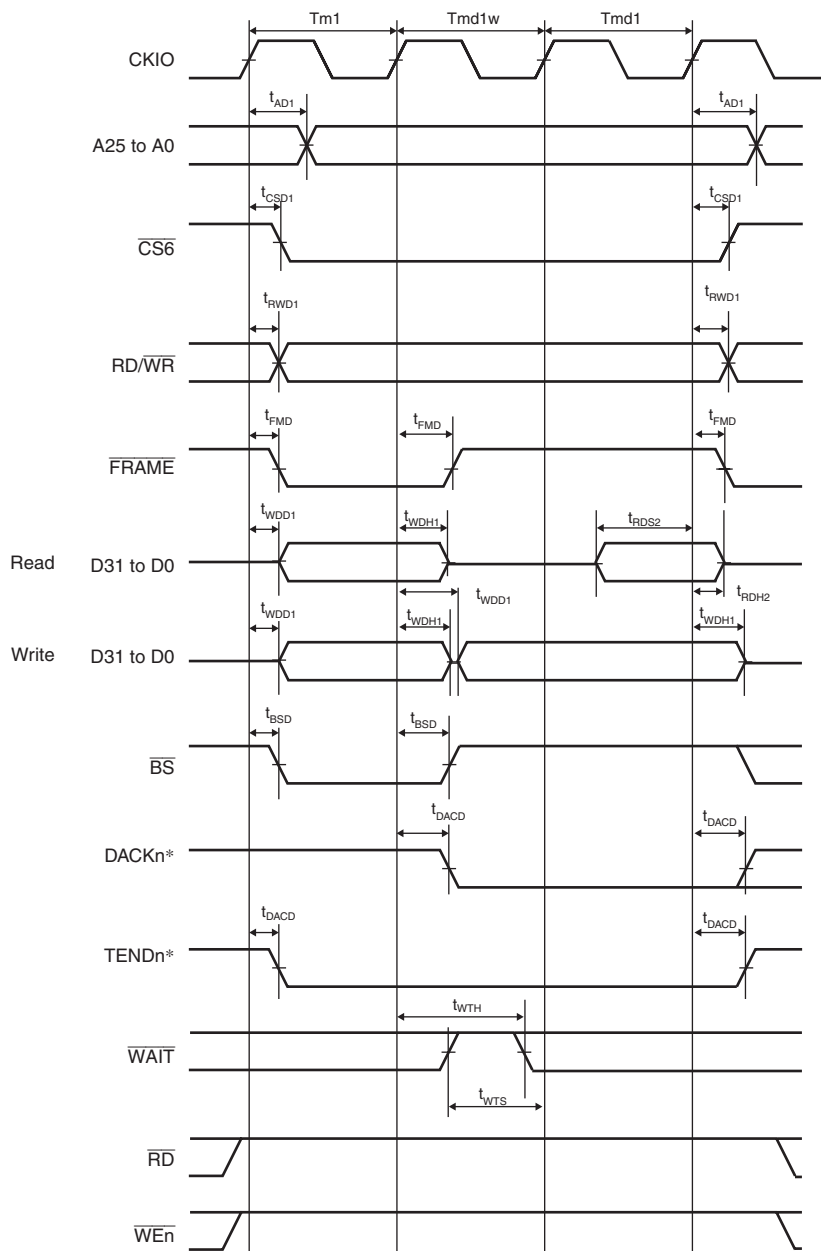 Tm1 Tmd1w Tmd1
CKIO
tAD1 tAD1
A25 to A0
tCSD1 tCSD1
CS6
tRWD1 tRWD1
RD/WR
tFMD tFMD tFMD
FRAME
tWDD1 tWDH1 tRDS2
Read D31 to D0
tWDD1 tRDH2
tWDD1 tWDH1 tWDH1
Write D31 to D0
tBSD tBSD
BS
tDACD tDACD
DACKn*
tDACD tDACD
TENDn*
tWTH
WAIT
tWTS
RD
WEn